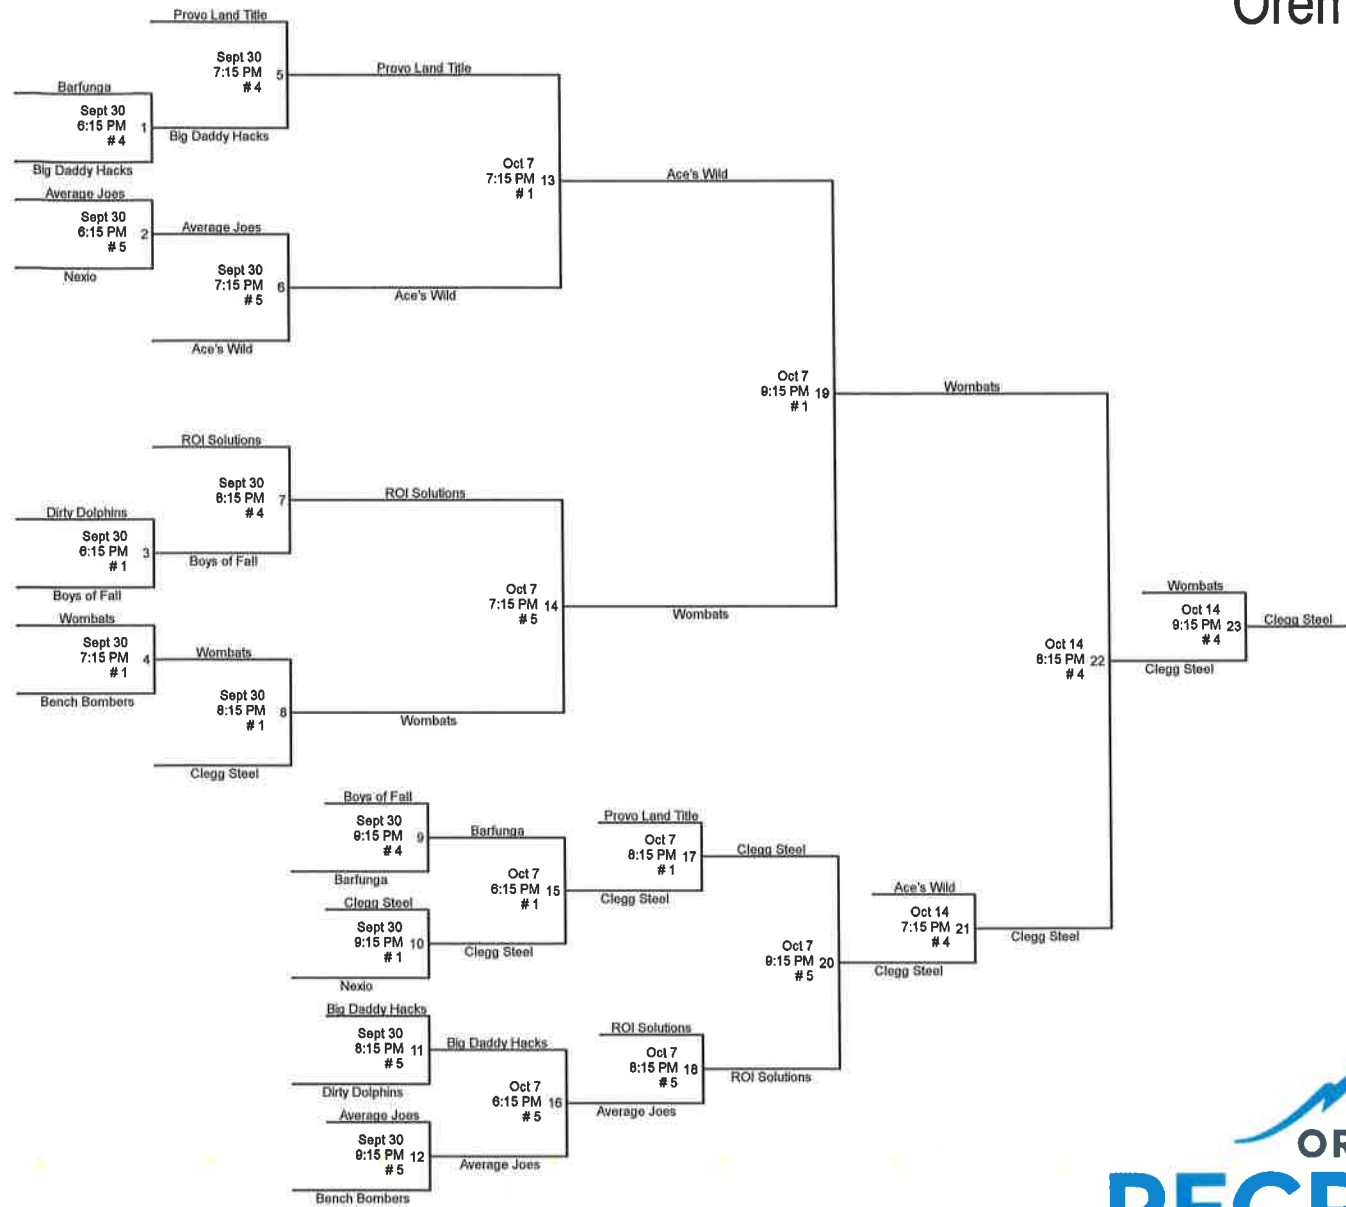 Orem
Provo Land Title
Sept 30
7:15 PM 5
# 4
Provo Land Title
Barfunga
Sept 30
6:15 PM 1
# 4
Big Daddy Hacks
Big Daddy Hacks
Average Joes
Sept 30
6:15 PM 2
# 5
Average Joes
Nexio
Sept 30
7:15 PM 6
# 5
Ace's Wild
Ace's Wild
Oct 7
7:15 PM 13
# 1
Ace's Wild
ROI Solutions
Sept 30
8:15 PM 7
# 4
ROI Solutions
Dirty Dolphins
Sept 30
6:15 PM 3
# 1
Boys of Fall
Boys of Fall
Wombats
Sept 30
7:15 PM 4
# 1
Wombats
Bench Bombers
Sept 30
8:15 PM 8
# 1
Wombats
Clegg Steel
Oct 7
7:15 PM 14
# 5
Wombats
Oct 7
9:15 PM 19
# 1
Wombats
Boys of Fall
Sept 30
9:15 PM 9
# 4
Barfunga
Barfunga
Clegg Steel
Sept 30
9:15 PM 10
# 1
Clegg Steel
Nexio
Oct 7
6:15 PM 15
# 1
Clegg Steel
Provo Land Title
Oct 7
8:15 PM 17
# 1
Clegg Steel
Big Daddy Hacks
Sept 30
8:15 PM 11
# 5
Big Daddy Hacks
Dirty Dolphins
Average Joes
Sept 30
9:15 PM 12
# 5
Average Joes
Bench Bombers
Oct 7
6:15 PM 16
# 5
Average Joes
ROI Solutions
Oct 7
8:15 PM 18
# 5
ROI Solutions
Oct 7
9:15 PM 20
# 5
Clegg Steel
Ace's Wild
Oct 14
7:15 PM 21
# 4
Clegg Steel
Oct 14
8:15 PM 22
# 4
Clegg Steel
Wombats
Oct 14
9:15 PM 23
# 4
Clegg Steel
OR
RECR